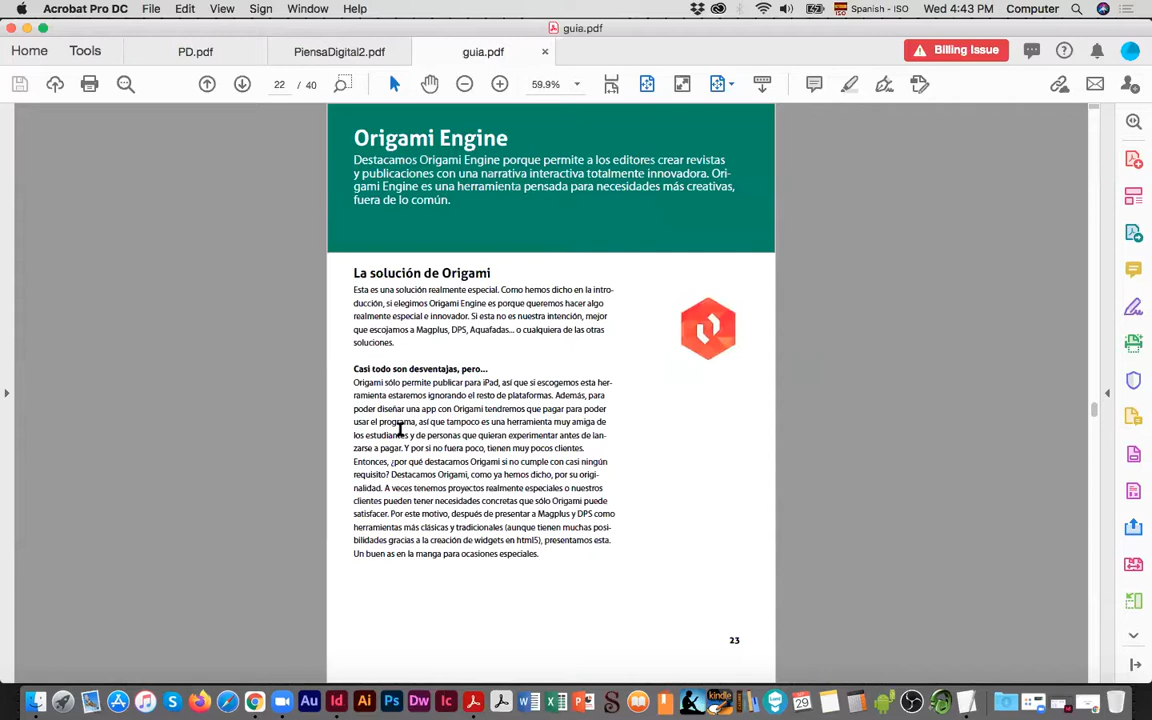 Acrobat Pro DC File Edit View Sign Window Help Spanish - ISO Wed 4:43 PM Computer
guia.pdf
Home Tools PD.pdf PiensaDigital2.pdf guia.pdf × Billing Issue
22 / 40 59.9%
Origami Engine
Destacamos Origami Engine porque permite a los editores crear revistas
y publicaciones con una narrativa interactiva totalmente innovadora. Ori-
gami Engine es una herramienta pensada para necesidades más creativas,
fuera de lo común.
La solución de Origami
Esta es una solución realmente especial. Como hemos dicho en la intro-
ducción, si elegimos Origami Engine es porque queremos hacer algo
realmente especial e innovador. Si esta no es nuestra intención, mejor
que escojamos a Magplus, DPS, Aquafadas... o cualquiera de las otras
soluciones.
Casi todo son desventajas, pero...
Origami sólo permite publicar para iPad, así que si escogemos esta her-
ramienta estaremos ignorando el resto de plataformas. Además, para
poder diseñar una app con Origami tendremos que pagar para poder
usar el programa, así que tampoco es una herramienta muy amiga de
los estudiantes y de personas que quieran experimentar antes de lan-
zarse a pagar. Y por si no fuera poco, tienen muy pocos clientes.
Entonces, ¿por qué destacamos Origami si no cumple con casi ningún
requisito? Destacamos Origami, como ya hemos dicho, por su origi-
nalidad. A veces tenemos proyectos realmente especiales o nuestros
clientes pueden tener necesidades concretas que sólo Origami puede
satisfacer. Por este motivo, después de presentar a Magplus y DPS como
herramientas más clásicas y tradicionales (aunque tienen muchas posi-
bilidades gracias a la creación de widgets en html5), presentamos esta.
Un buen as en la manga para ocasiones especiales.
23
Au Id Ai Ps Dw Ic kindle 29